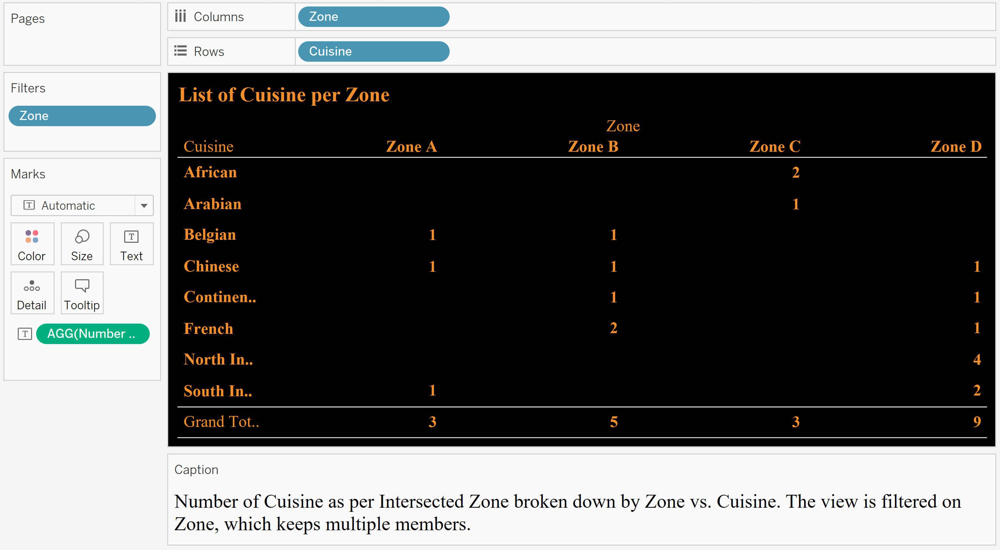 Pages
Columns Zone
Rows Cuisine
Filters
Zone
Marks
Automatic
Color Size Text
Detail Tooltip
AGG(Number ..
List of Cuisine per Zone
Zone
Cuisine Zone A Zone B Zone C Zone D
African 2
Arabian 1
Belgian 1 1
Chinese 1 1 1
Continen.. 1 1
French 2 1
North In.. 4
South In.. 1 2
Grand Tot.. 3 5 3 9
Caption
Number of Cuisine as per Intersected Zone broken down by Zone vs. Cuisine. The view is filtered on
Zone, which keeps multiple members.